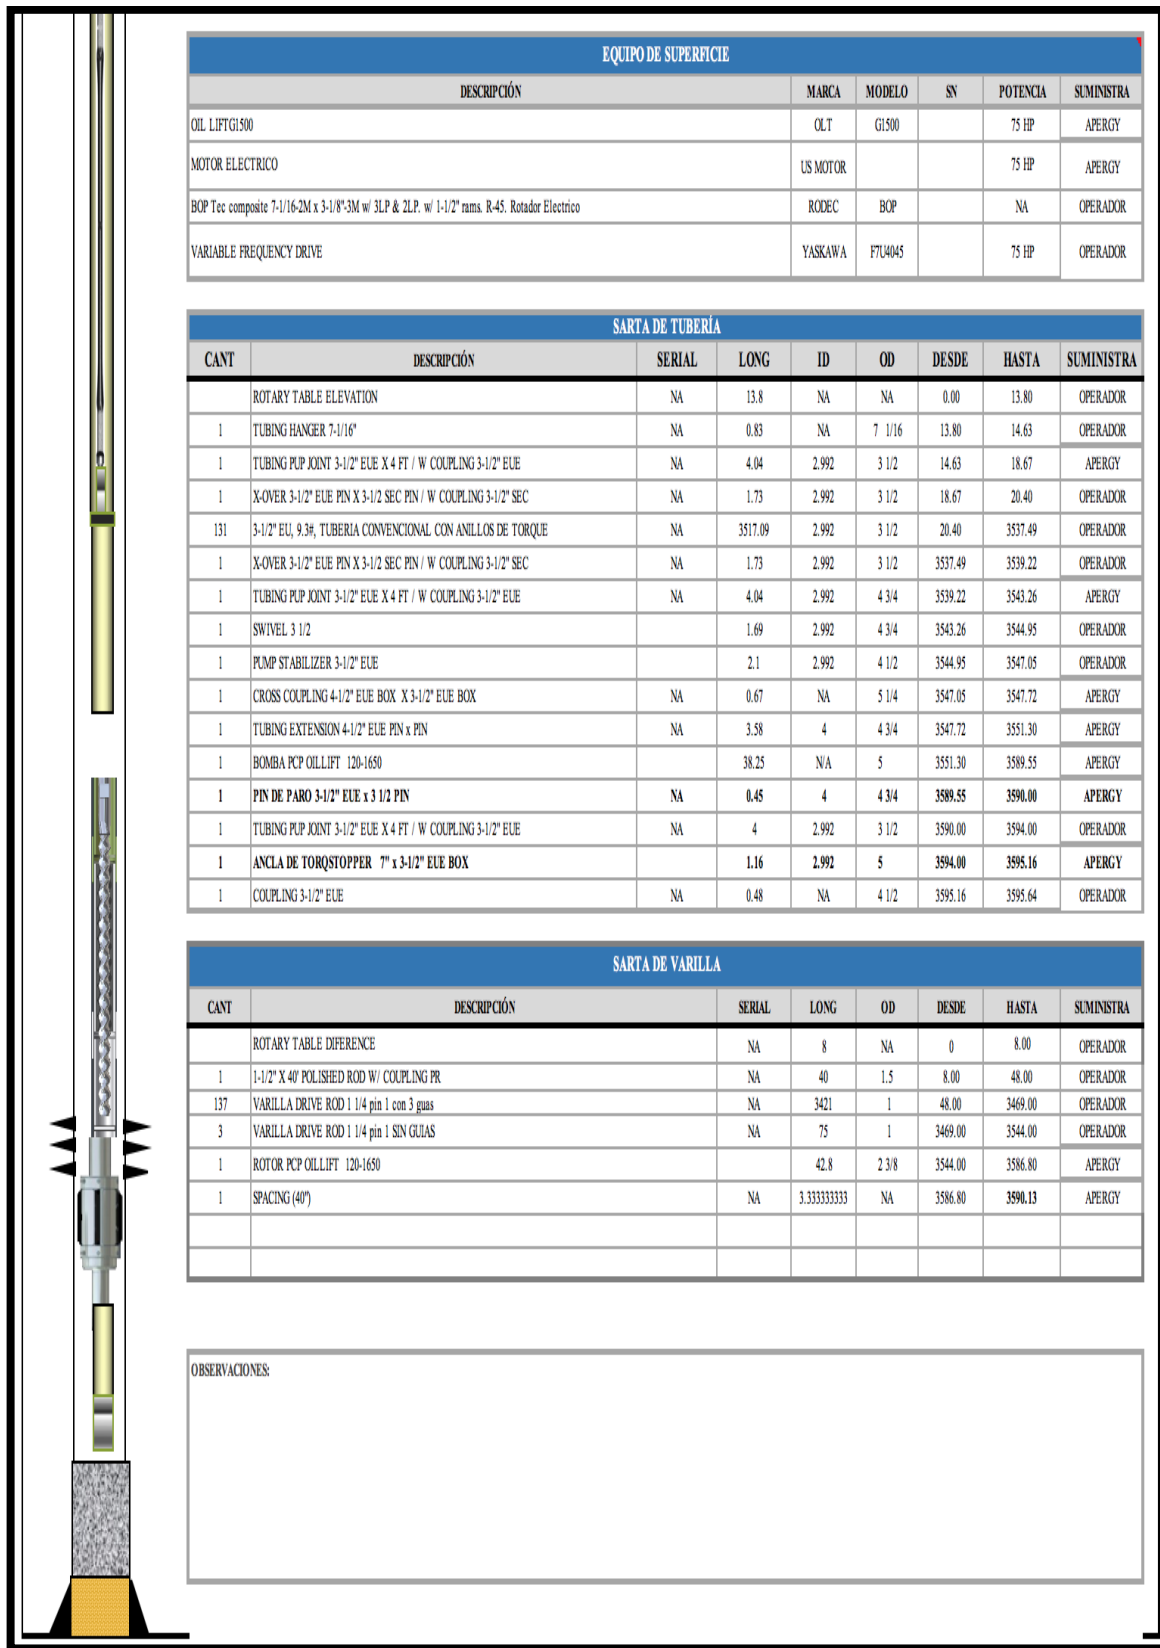 EQUIPO DE SUPERFICIE
DESCRIPCIÓN MARCA MODELO SN POTENCIA SUMINISTRA
OIL LIFTG1500 OLT G1500 75 HP APERGY
MOTOR ELECTRICO US MOTOR 75 HP APERGY
BOP Tec composite 7-1/16-2M x 3-1/8"-3M w/ 3LP & 2LP. w/ 1-1/2" rams. R-45. Rotador Electrico RODEC BOP NA OPERADOR
VARIABLE FREQUENCY DRIVE YASKAWA F7U4045 75 HP OPERADOR
SARTA DE TUBERÍA
CANT DESCRIPCIÓN SERIAL LONG ID OD DESDE HASTA SUMINISTRA
ROTARY TABLE ELEVATION NA 13.8 NA NA 0.00 13.80 OPERADOR
1 TUBING HANGER 7-1/16" NA 0.83 NA 7 1/16 13.80 14.63 OPERADOR
1 TUBING PUP JOINT 3-1/2" EUE X 4 FT / W COUPLING 3-1/2" EUE NA 4.04 2.992 3 1/2 14.63 18.67 APERGY
1 X-OVER 3-1/2" EUE PIN X 3-1/2 SEC PIN / W COUPLING 3-1/2" SEC NA 1.73 2.992 3 1/2 18.67 20.40 OPERADOR
131 3-1/2" EU, 9.3#, TUBERIA CONVENCIONAL CON ANILLOS DE TORQUE NA 3517.09 2.992 3 1/2 20.40 3537.49 OPERADOR
1 X-OVER 3-1/2" EUE PIN X 3-1/2 SEC PIN / W COUPLING 3-1/2" SEC NA 1.73 2.992 3 1/2 3537.49 3539.22 OPERADOR
1 TUBING PUP JOINT 3-1/2" EUE X 4 FT / W COUPLING 3-1/2" EUE NA 4.04 2.992 4 3/4 3539.22 3543.26 APERGY
1 SWIVEL 3 1/2 1.69 2.992 4 3/4 3543.26 3544.95 OPERADOR
1 PUMP STABILIZER 3-1/2" EUE 2.1 2.992 4 1/2 3544.95 3547.05 OPERADOR
1 CROSS COUPLING 4-1/2" EUE BOX X 3-1/2" EUE BOX NA 0.67 NA 5 1/4 3547.05 3547.72 APERGY
1 TUBING EXTENSION 4-1/2" EUE PIN x PIN NA 3.58 4 4 3/4 3547.72 3551.30 APERGY
1 BOMBA PCP OILLIFT 120-1650 38.25 N/A 5 3551.30 3589.55 APERGY
1 PIN DE PARO 3-1/2" EUE x 3 1/2 PIN NA 0.45 4 4 3/4 3589.55 3590.00 APERGY
1 TUBING PUP JOINT 3-1/2" EUE X 4 FT / W COUPLING 3-1/2" EUE NA 4 2.992 3 1/2 3590.00 3594.00 OPERADOR
1 ANCLA DE TORQSTOPPER 7" x 3-1/2" EUE BOX 1.16 2.992 5 3594.00 3595.16 APERGY
1 COUPLING 3-1/2" EUE NA 0.48 NA 4 1/2 3595.16 3595.64 OPERADOR
SARTA DE VARILLA
CANT DESCRIPCIÓN SERIAL LONG OD DESDE HASTA SUMINISTRA
ROTARY TABLE DIFERENCE NA 8 NA 0 8.00 OPERADOR
1 1-1/2" X 40' POLISHED ROD W/ COUPLING PR NA 40 1.5 8.00 48.00 OPERADOR
137 VARILLA DRIVE ROD 1 1/4 pin 1 con 3 guas NA 3421 1 48.00 3469.00 OPERADOR
3 VARILLA DRIVE ROD 1 1/4 pin 1 SIN GUIAS NA 75 1 3469.00 3544.00 OPERADOR
1 ROTOR PCP OILLIFT 120-1650 42.8 2 3/8 3544.00 3586.80 APERGY
1 SPACING (40") NA 3.333333333 NA 3586.80 3590.13 APERGY
OBSERVACIONES: